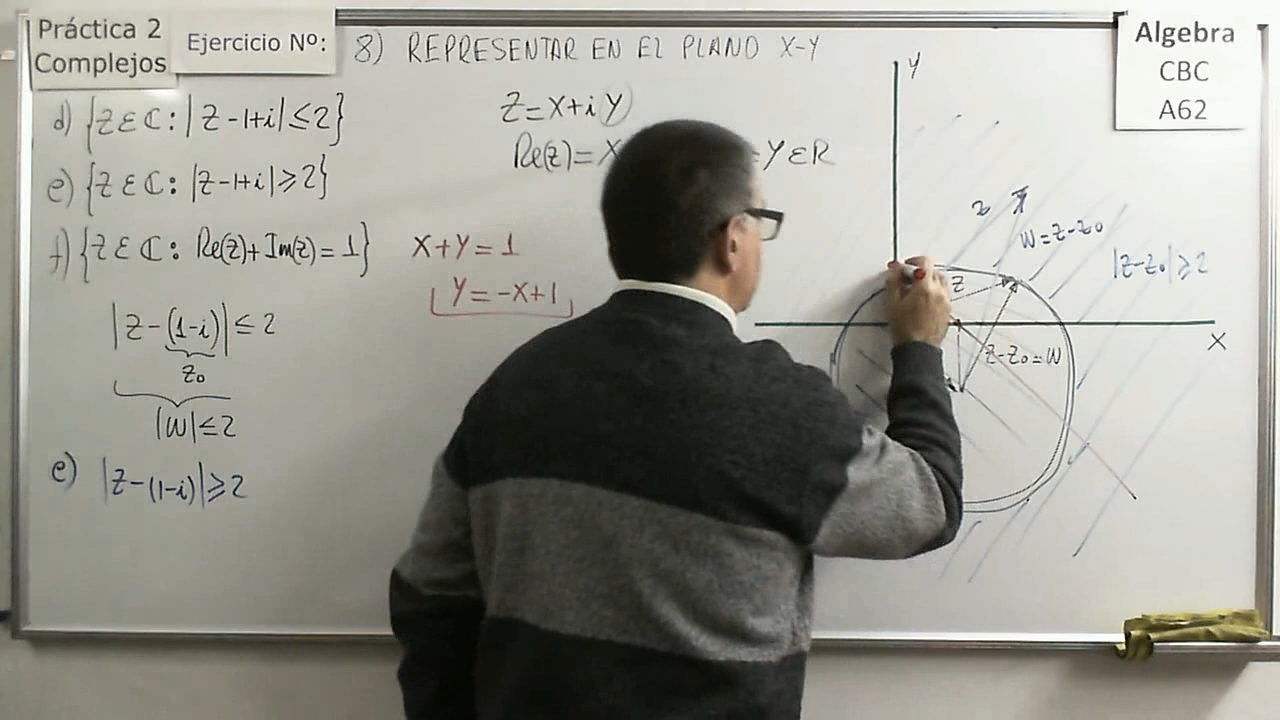 Práctica 2
Complejos
Ejercicio Nº:
8) REPRESENTAR EN EL PLANO X-Y
Algebra
CBC
A62
d) {Z ε ℂ : | Z-1+i| ≤ 2}
e) {Z ε ℂ : |Z-1+i| ≥ 2}
f) {Z ε ℂ : Re(z)+Im(z)=1}
X+Y=1
Y=-X+1
|Z-(1-i)| ≤ 2
Z₀
|W| ≤ 2
e) |Z-(1-i)| ≥ 2
Z=X+iY
Re(z)=X
=Y ε R
Y
Z
W=Z-Z₀
|Z-Z₀| ≥ 2
Z
Z-Z₀=W
X